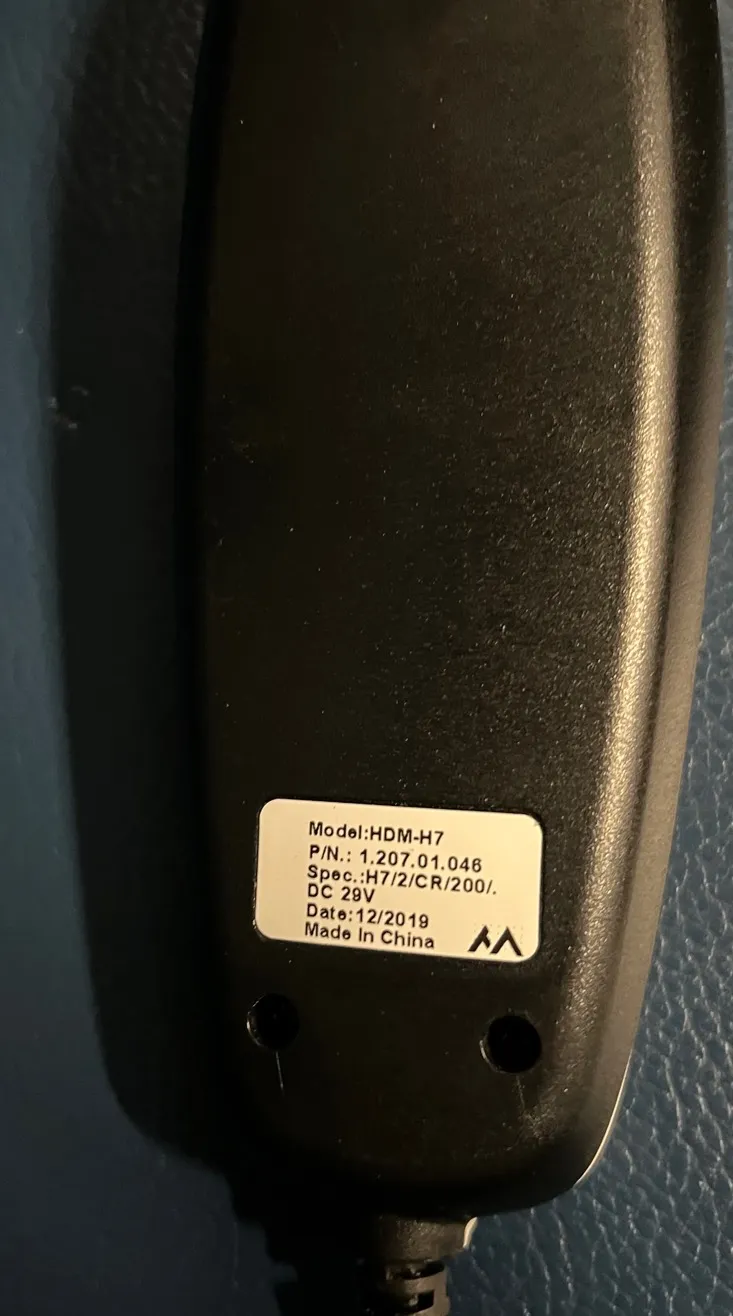 Model:HDM-H7
P/N.: 1.207.01.046
Spec.:H7/2/CR/200/.
DC 29V
Date:12/2019
Made In China